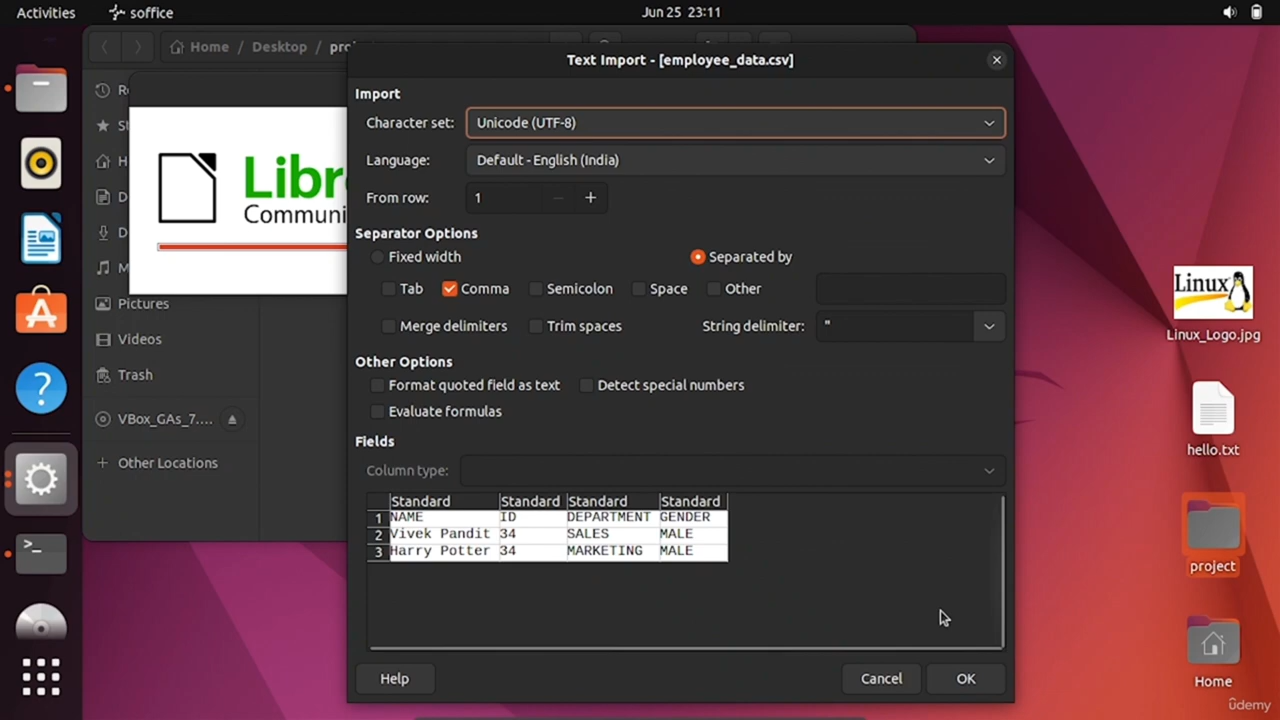 Activities soffice Jun 25 23:11
Home / Desktop /
Text Import - [employee_data.csv]
Import
Character set: Unicode (UTF-8)
Language: Default - English (India)
From row: 1
Separator Options
Fixed width Separated by
Tab Comma Semicolon Space Other
Merge delimiters Trim spaces String delimiter: "
Other Options
Format quoted field as text Detect special numbers
Evaluate formulas
Fields
Column type:
Standard Standard Standard Standard
1 NAME ID DEPARTMENT GENDER
2 Vivek Pandit 34 SALES MALE
3 Harry Potter 34 MARKETING MALE
Help Cancel OK
Pictures
Videos
Trash
VBox_GAs_7....
Other Locations
Linux
Linux_Logo.jpg
hello.txt
project
Home
ûdemy